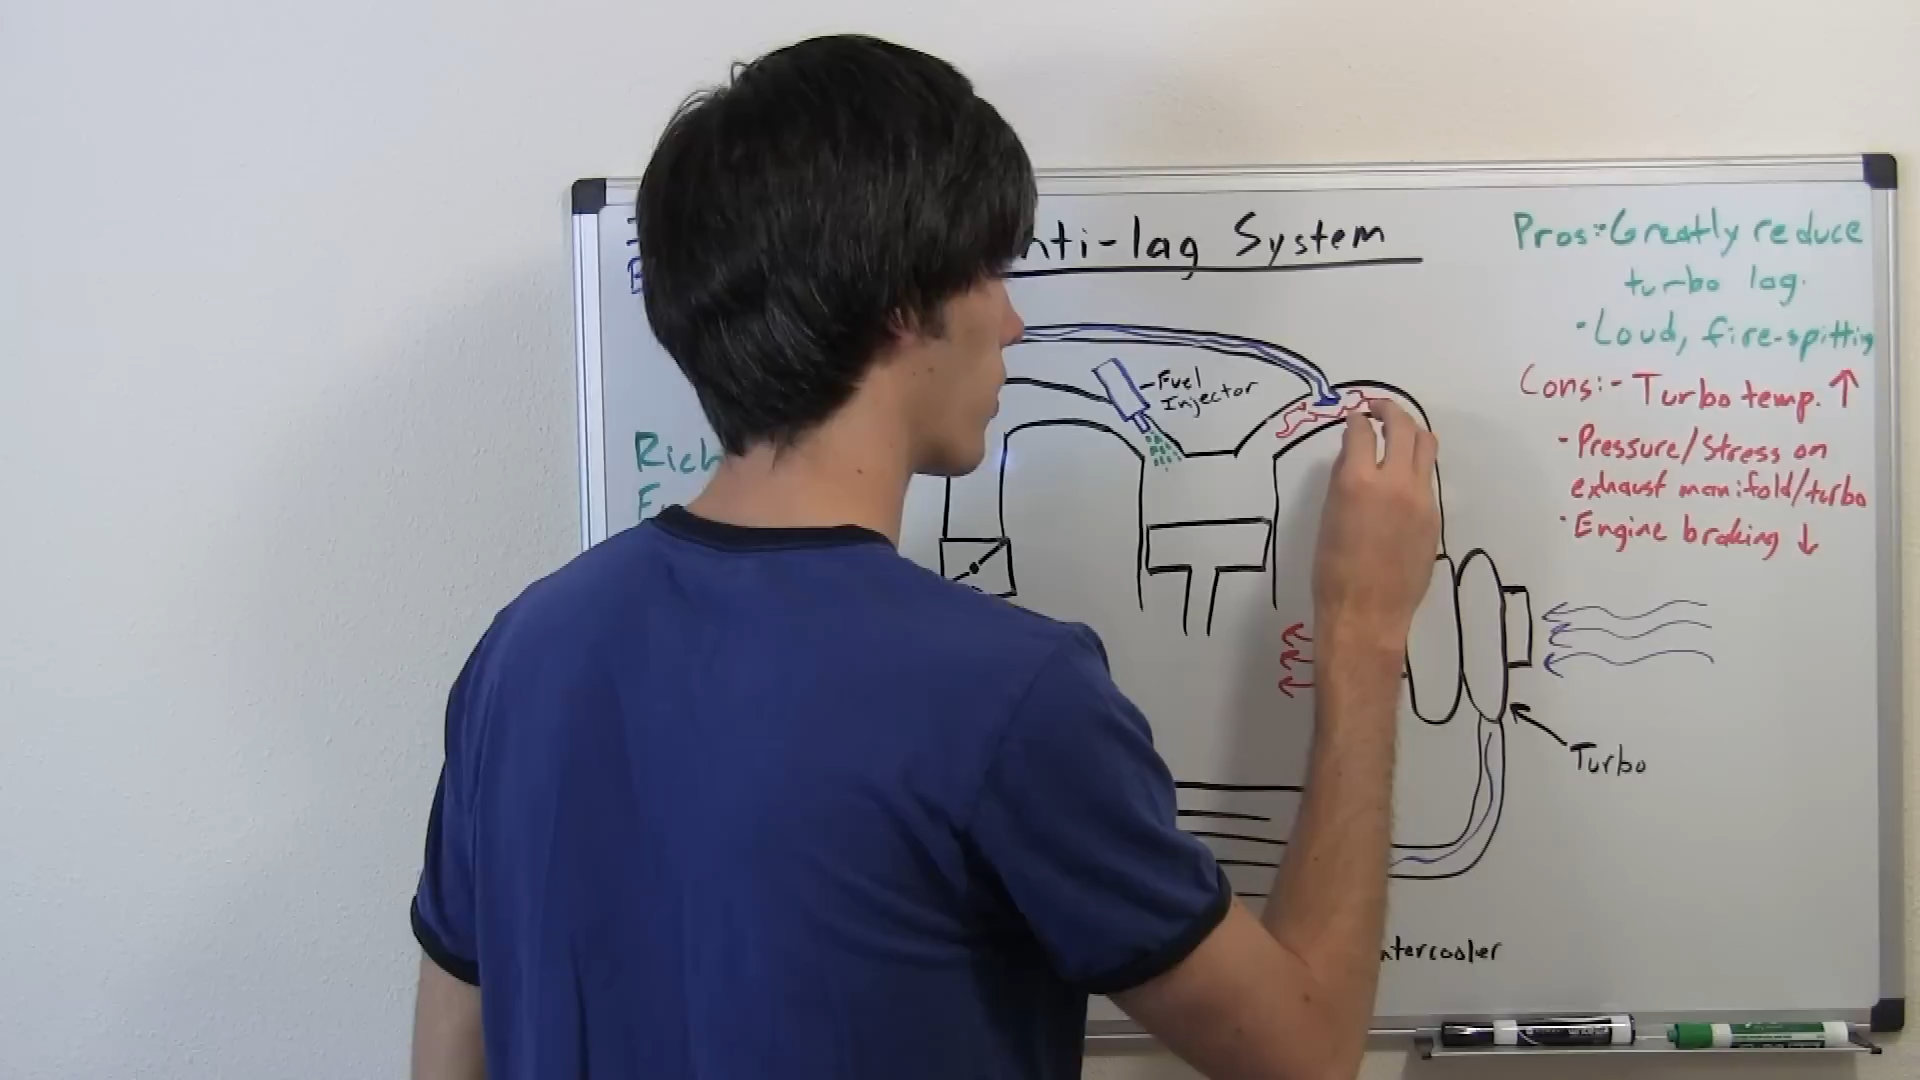 nti-lag System
Pros:-Greatly reduce
turbo lag.
·Loud, fire-spitting
Cons:- Turbo temp. ↑
-Pressure/Stress on
exhaust manifold/turbo
·Engine braking ↓
Fuel
Injector
Rich
Turbo
ntercooler